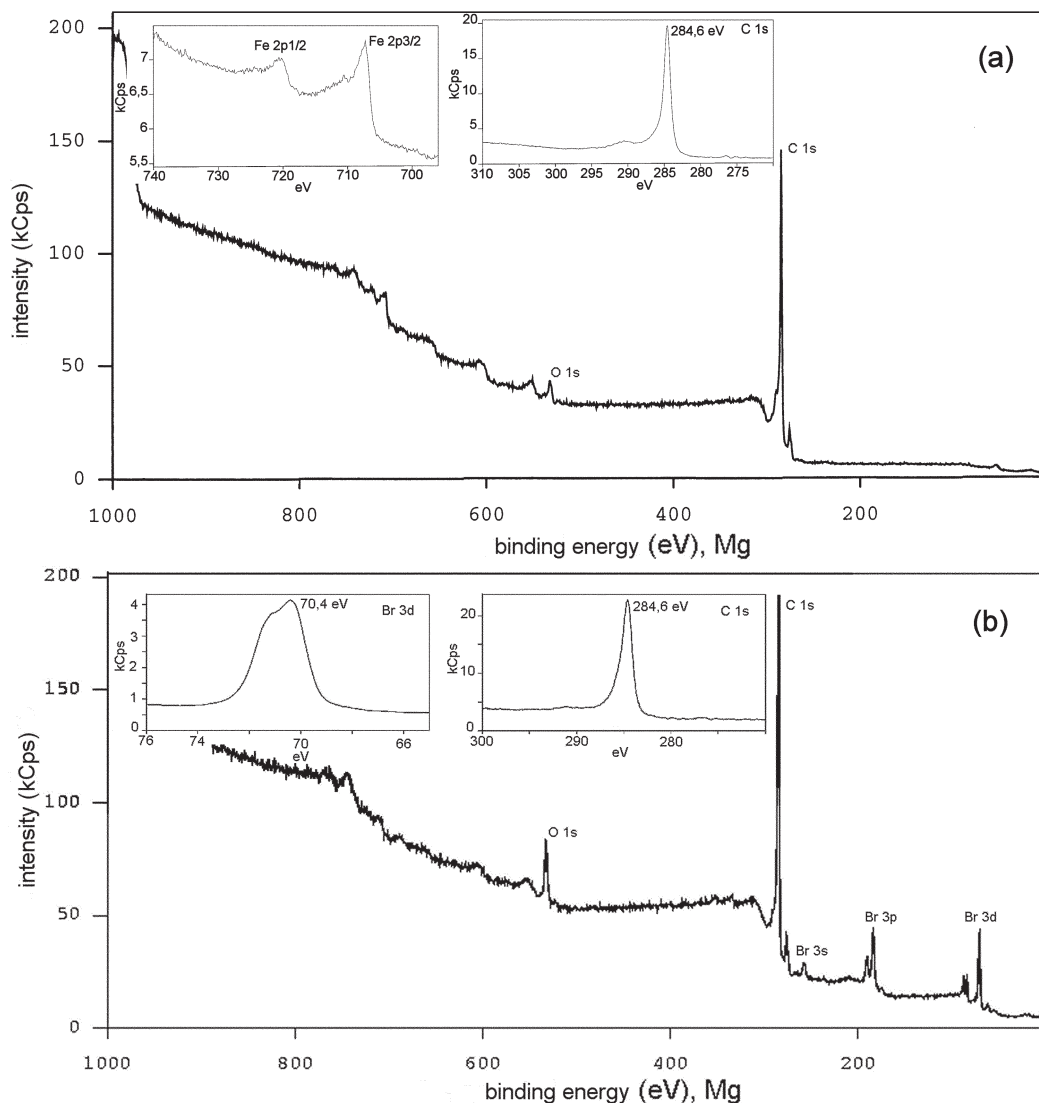 (a)
200
150
100
50
0
intensity (kCps)
1000
800
600
400
200
binding energy (eV), Mg
O 1s
C 1s
Fe 2p1/2
Fe 2p3/2
7
6,5
6
5,5
kCps
740
730
720
710
700
eV
284,6 eV
C 1s
20
15
10
5
0
kCps
310
305
300
295
290
285
280
275
270
eV
(b)
200
150
100
50
0
intensity (kCps)
1000
800
600
400
200
binding energy (eV), Mg
O 1s
C 1s
Br 3s
Br 3p
Br 3d
70,4 eV
Br 3d
4
3
2
1
0
kCps
76
74
72
70
68
66
eV
284,6 eV
C 1s
20
10
5
0
kCps
300
290
280
eV